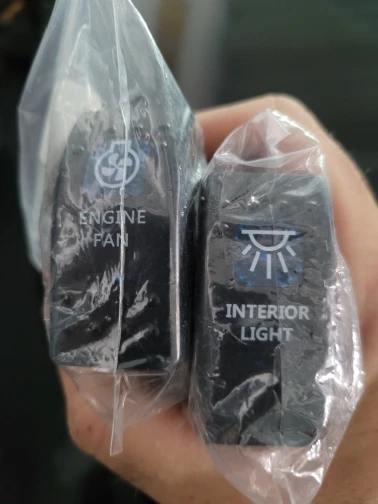 ENGINE
FAN
INTERIOR
LIGHT